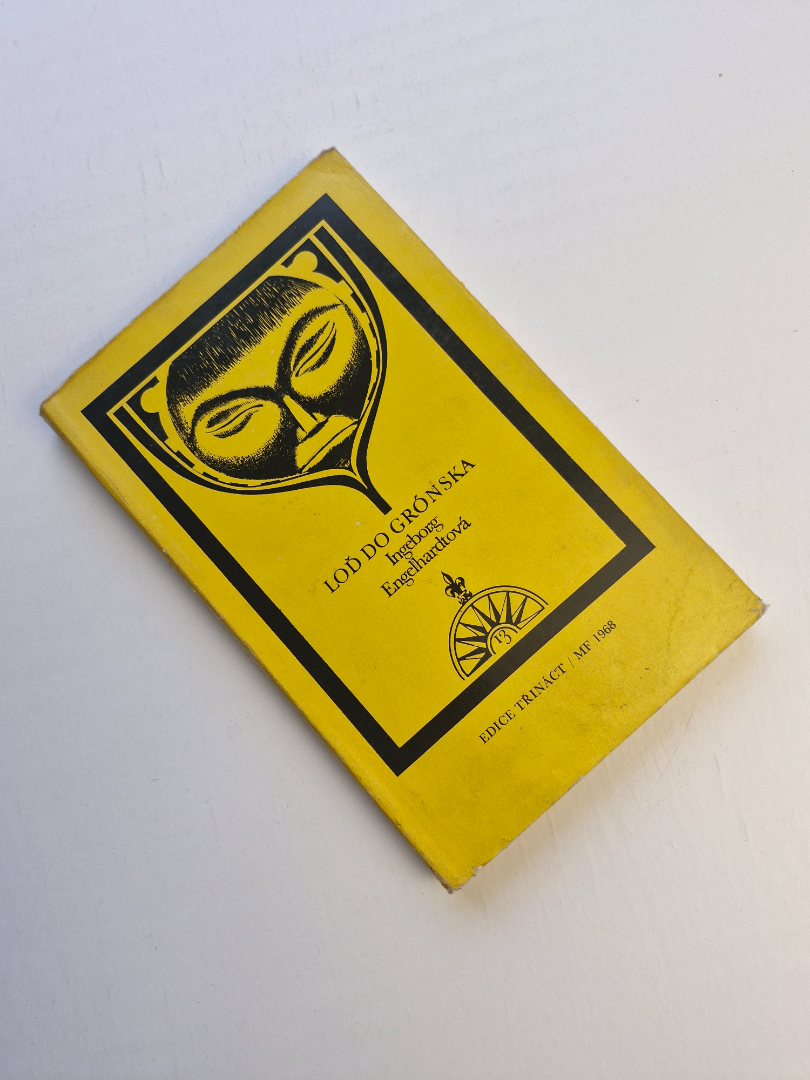 LOĎ DO GRÓNSKA
Ingeborg
Engelhardtová
13
EDICE TŘINÁCT / MF 1968